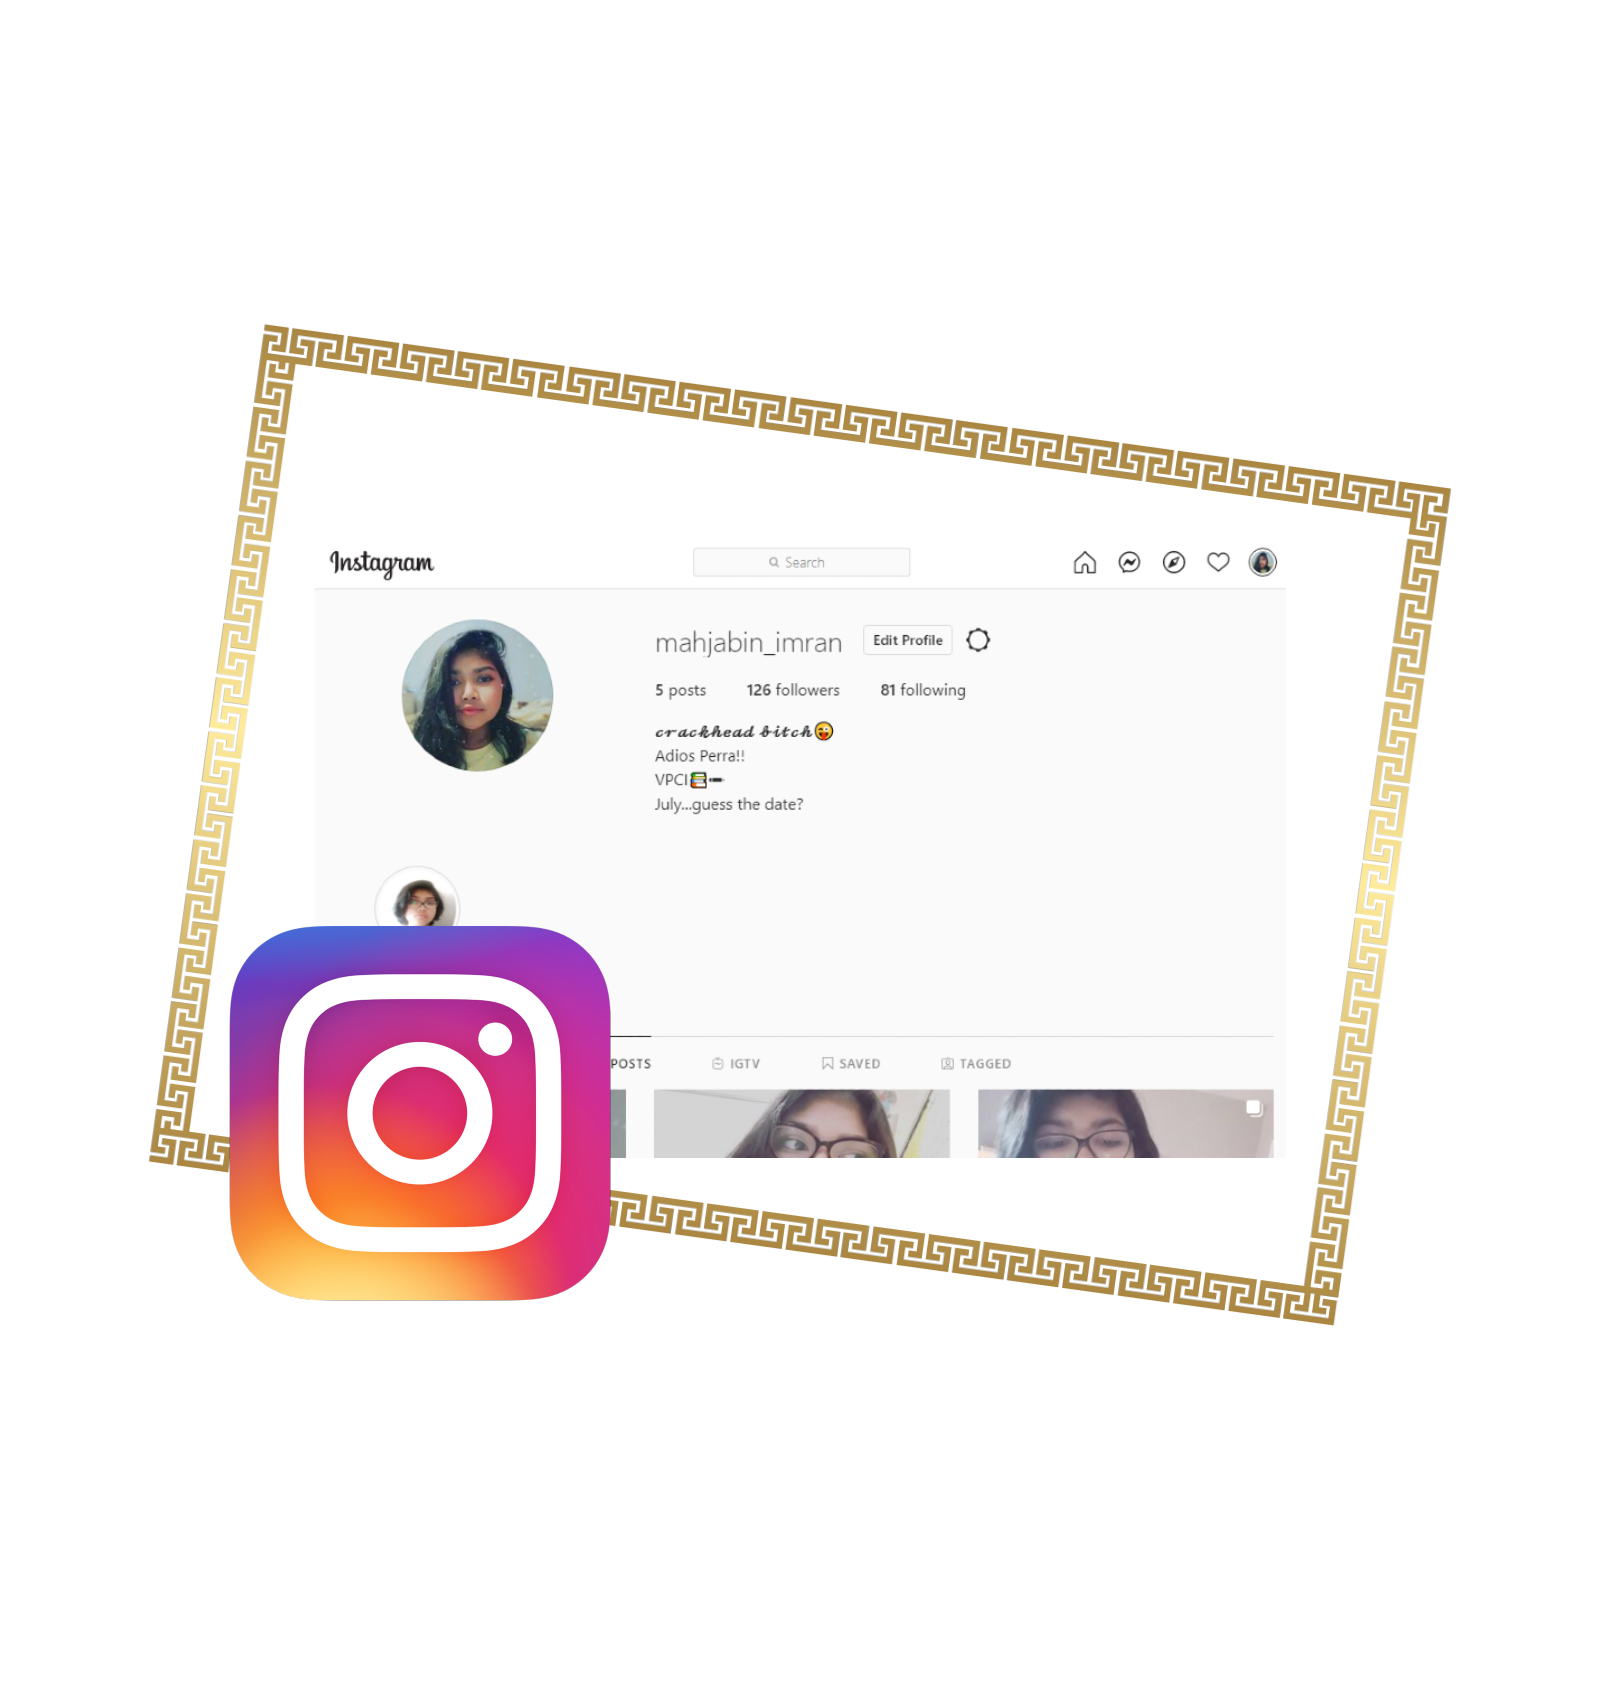 Instagram
Search
mahjabin_imran Edit Profile
5 posts 126 followers 81 following
crackhead bitch😜
Adios Perra!!
VPCI📚✒
July...guess the date?
POSTS IGTV SAVED TAGGED